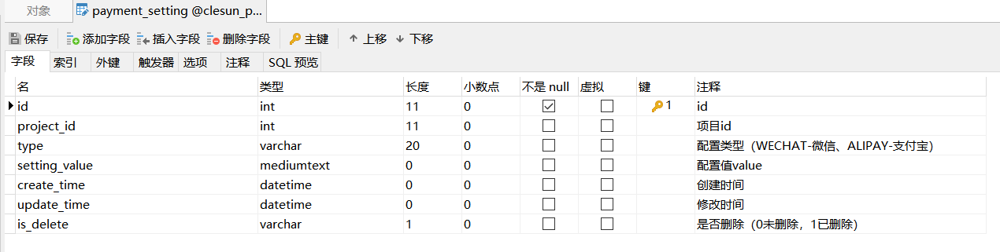 对象 payment_setting @clesun_p...
保存 添加字段 插入字段 删除字段 主键 上移 下移
字段 索引 外键 触发器 选项 注释 SQL 预览
名 类型 长度 小数点 不是 null 虚拟 键 注释
id int 11 0 1 id
project_id int 11 0 项目id
type varchar 20 0 配置类型（WECHAT-微信、ALIPAY-支付宝）
setting_value mediumtext 0 0 配置值value
create_time datetime 0 0 创建时间
update_time datetime 0 0 修改时间
is_delete varchar 1 0 是否删除（0未删除，1已删除）